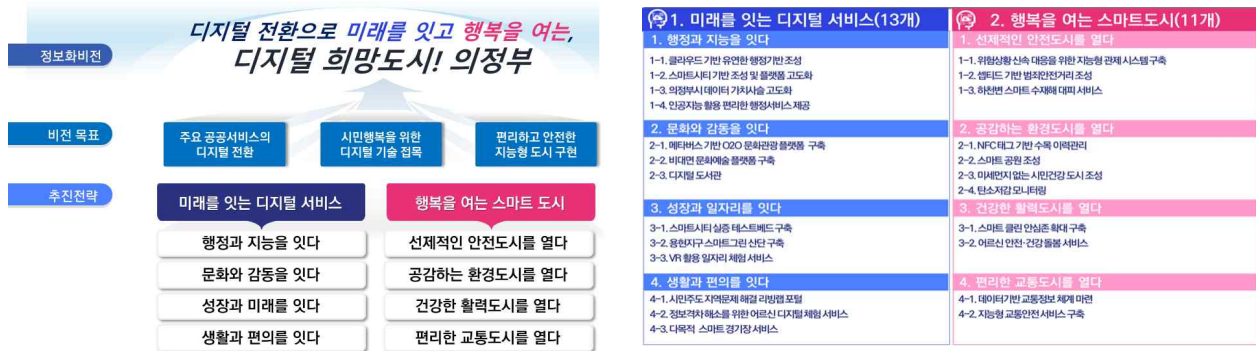 디지털 전환으로 미래를 잇고 행복을 여는,
디지털 희망도시! 의정부
정보화비전
비전 목표
주요 공공서비스의
디지털 전환
시민행복을 위한
디지털 기술 접목
편리하고 안전한
지능형 도시 구현
추진전략
미래를 잇는 디지털 서비스
행정과 지능을 잇다
문화와 감동을 잇다
성장과 미래를 잇다
생활과 편의를 잇다
행복을 여는 스마트 도시
선제적인 안전도시를 열다
공감하는 환경도시를 열다
건강한 활력도시를 열다
편리한 교통도시를 열다
1. 미래를 잇는 디지털 서비스(13개)
1. 행정과 지능을 잇다
1-1. 클라우드 기반 유연한 행정기반 조성
1-2. 스마트시티 기반 조성 및 플랫폼 고도화
1-3. 의정부시 데이터 가치사슬 고도화
1-4. 인공지능 활용 편리한 행정서비스 제공
2. 문화와 감동을 잇다
2-1. 메타버스 기반 O2O 문화관광 플랫폼 구축
2-2. 비대면 문화예술 플랫폼 구축
2-3. 디지털 도서관
3. 성장과 일자리를 잇다
3-1. 스마트시티 실증 테스트베드 구축
3-2. 용현지구 스마트그린 산단 구축
3-3. VR 활용 일자리 체험 서비스
4. 생활과 편의를 잇다
4-1. 시민주도 지역문제 해결 리빙랩 포털
4-2. 정보격차 해소를 위한 어르신 디지털 체험 서비스
4-3. 다목적 스마트 경기장 서비스
2. 행복을 여는 스마트도시(11개)
1. 선제적인 안전도시를 열다
1-1. 위험상황 신속 대응을 위한 지능형 관제 시스템 구축
1-2. 셉티드 기반 범죄안전거리 조성
1-3. 하천변 스마트 수재해 대피 서비스
2. 공감하는 환경도시를 열다
2-1. NFC 태그 기반 수목 이력관리
2-2. 스마트 공원 조성
2-3. 미세먼지 없는 시민건강 도시 조성
2-4. 탄소저감 모니터링
3. 건강한 활력도시를 열다
3-1. 스마트 클린 안심존 확대 구축
3-2. 어르신 안전·건강 돌봄 서비스
4. 편리한 교통도시를 열다
4-1. 데이터기반 교통정보 체계 마련
4-2. 지능형 교통안전 서비스 구축